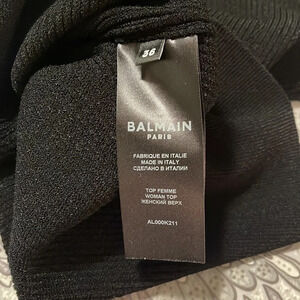 36
BALMAIN
PARIS
FABRIQUE EN ITALIE
MADE IN ITALY
СДЕЛАНО В ИТАЛИИ
TOP FEMME
WOMAN TOP
ЖЕНСКИЙ ВЕРХ
AL000K211